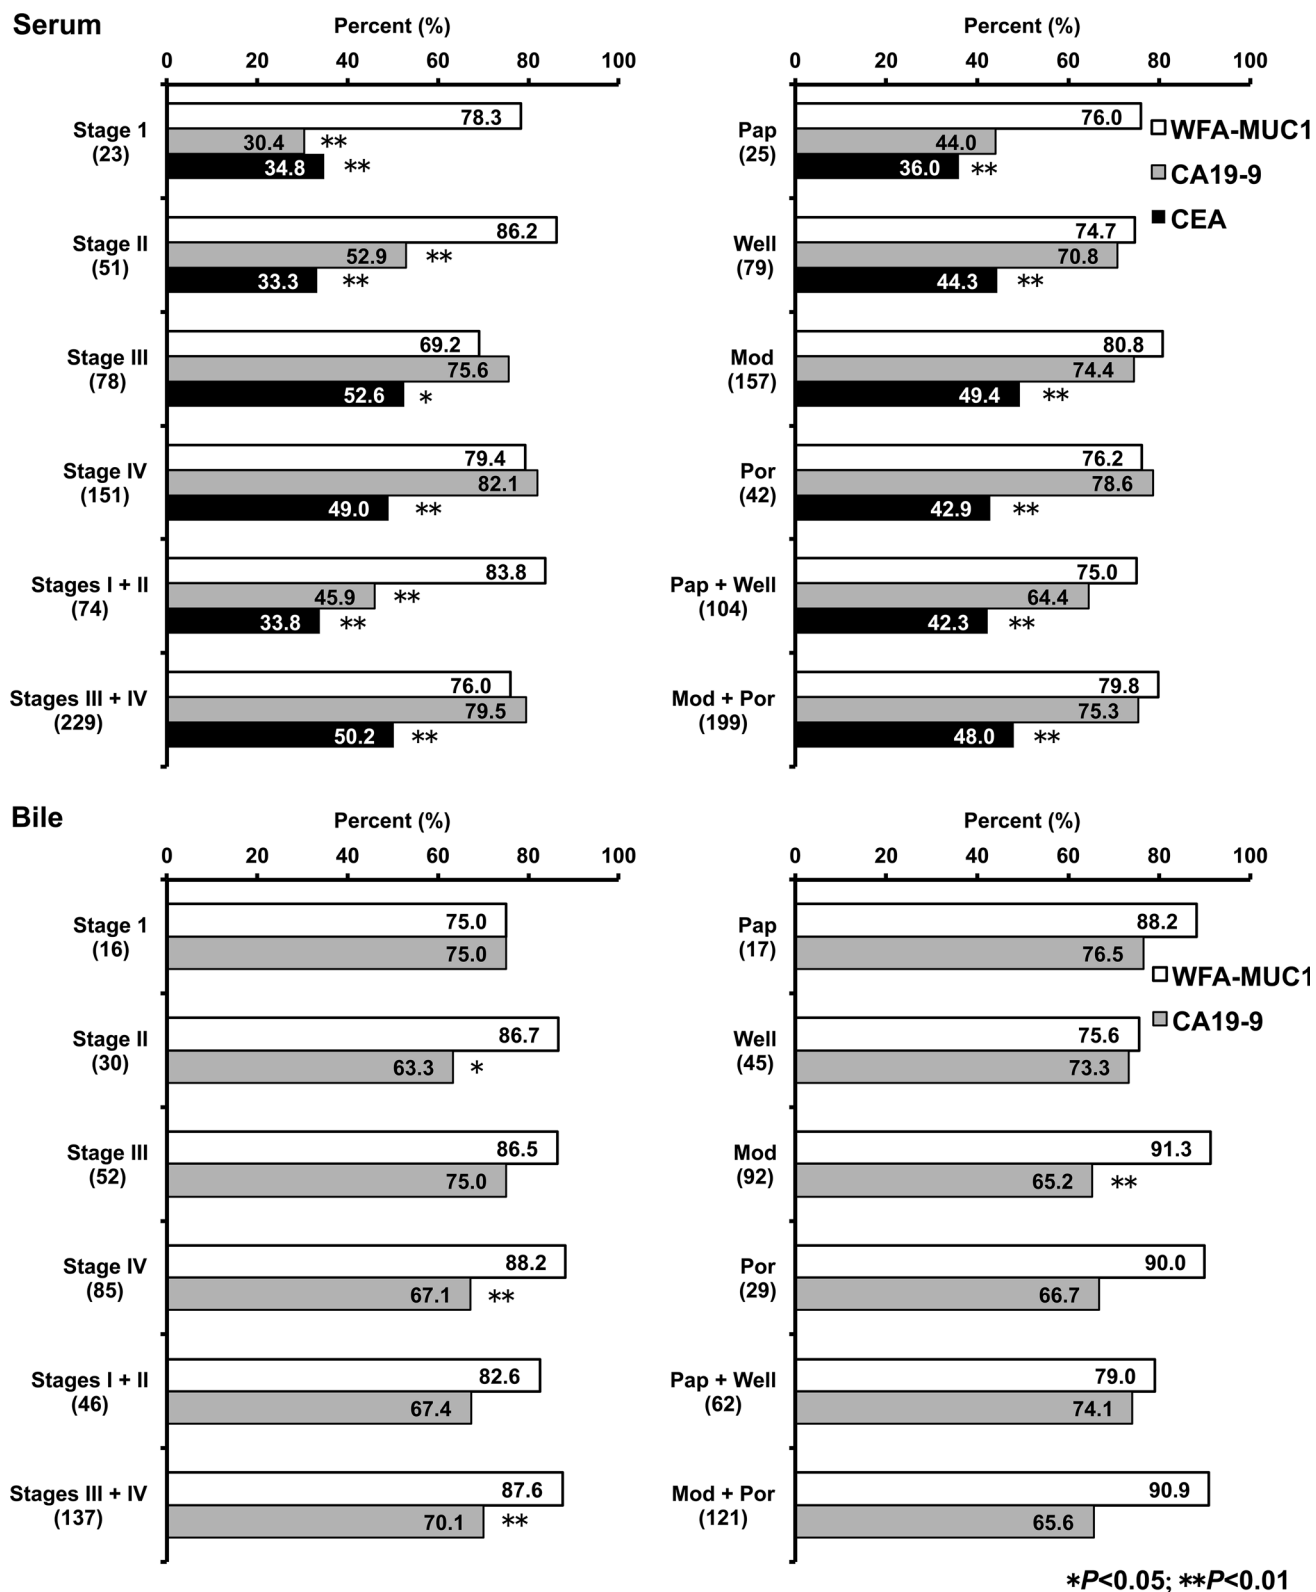 Serum
Percent (%)
0 20 40 60 80 100
Stage 1
(23)
78.3
30.4 **
34.8 **
Stage II
(51)
86.2
52.9 **
33.3 **
Stage III
(78)
69.2
75.6
52.6 *
Stage IV
(151)
79.4
82.1
49.0 **
Stages I + II
(74)
83.8
45.9 **
33.8 **
Stages III + IV
(229)
76.0
79.5
50.2 **
Percent (%)
0 20 40 60 80 100
Pap
(25)
76.0
44.0
36.0 **
Well
(79)
74.7
70.8
44.3 **
Mod
(157)
80.8
74.4
49.4 **
Por
(42)
76.2
78.6
42.9 **
Pap + Well
(104)
75.0
64.4
42.3 **
Mod + Por
(199)
79.8
75.3
48.0 **
WFA-MUC1
CA19-9
CEA
Bile
Percent (%)
0 20 40 60 80 100
Stage 1
(16)
75.0
75.0
Stage II
(30)
86.7
63.3 *
Stage III
(52)
86.5
75.0
Stage IV
(85)
88.2
67.1 **
Stages I + II
(46)
82.6
67.4
Stages III + IV
(137)
87.6
70.1 **
Percent (%)
0 20 40 60 80 100
Pap
(17)
88.2
76.5
Well
(45)
75.6
73.3
Mod
(92)
91.3
65.2 **
Por
(29)
90.0
66.7
Pap + Well
(62)
79.0
74.1
Mod + Por
(121)
90.9
65.6
WFA-MUC1
CA19-9
*P<0.05; **P<0.01